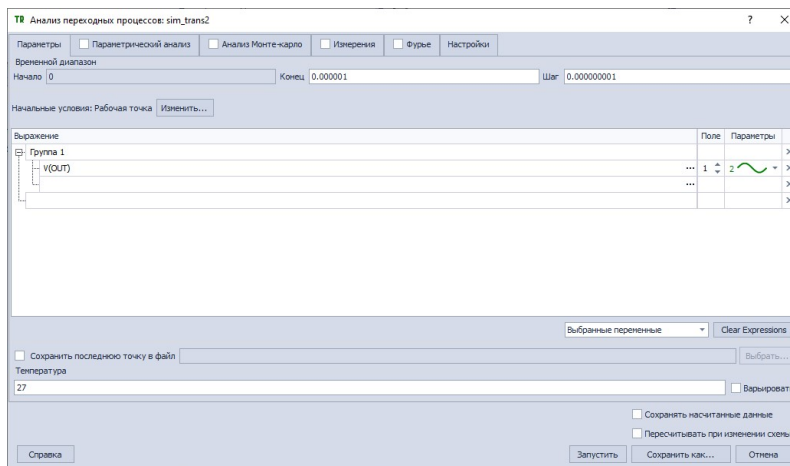 TR Анализ переходных процессов: sim_trans2 ? ×
Параметры Параметрический анализ Анализ Монте-карло Измерения Фурье Настройки
Временной диапазон
Начало 0 Конец 0.000001 Шаг 0.000000001
Начальные условия: Рабочая точка Изменить...
Выражение Поле Параметры
Группа 1
V(OUT) ... 1 2
...
Выбранные переменные Clear Expressions
Сохранить последнюю точку в файл Выбрать...
Температура
27 Варьироват
Сохранять насчитанные данные
Пересчитывать при изменении схемы
Справка Запустить Сохранить как... Отмена